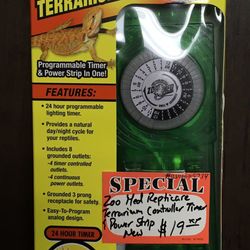 TERRARIUM
Programmable Timer
& Power Strip In One!
FEATURES:
• 24 hour programmable
lighting timer.
• Provides a natural
day/night cycle for
your reptiles.
• Includes 8
grounded outlets:
-4 timer controlled
outlets.
-4 continuous
power outlets.
• Grounded 3 prong
receptacle for safety.
• Easy-To-Program
analog design.
24 HOUR TIMER
SPECIAL
Zoo Med Repticare
Terrarium Controller Timer
& Power Strip
New $19